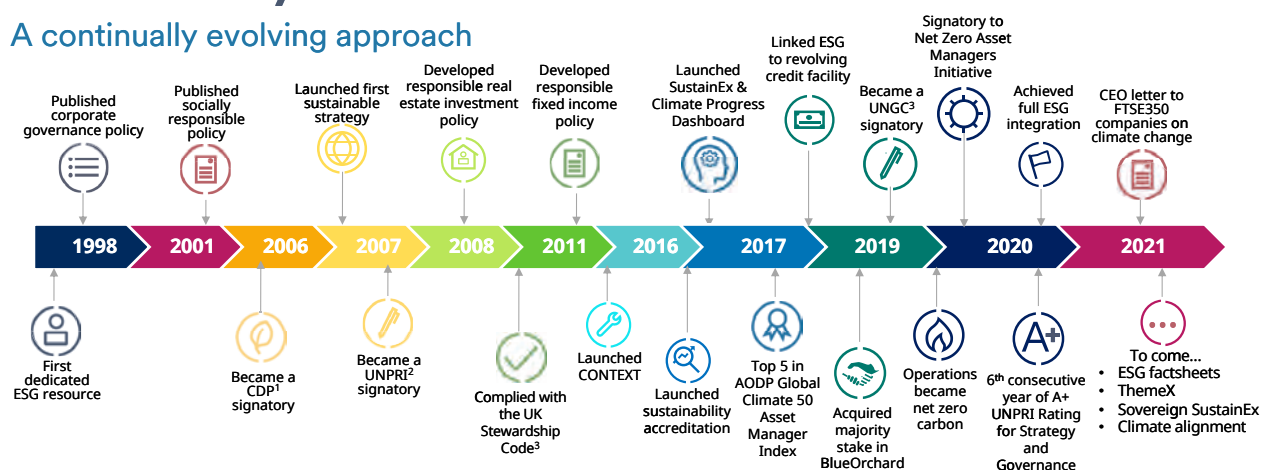 A continually evolving approach
Published
corporate
governance policy
Published
socially
responsible
policy
Launched first
sustainable
strategy
Developed
responsible real
estate investment
policy
Developed
responsible
fixed income
policy
Launched
SustainEx &
Climate Progress
Dashboard
Linked ESG
to revolving
credit facility
Became a
UNGC³
signatory
Signatory to
Net Zero Asset
Managers
Initiative
Achieved
full ESG
integration
CEO letter to
FTSE350
companies on
climate change
1998
2001
2006
2007
2008
2011
2016
2017
2019
2020
2021
First
dedicated
ESG resource
Became a
CDP¹
signatory
Became a
UNPRI²
signatory
Complied with
the UK
Stewardship
Code³
Launched
CONTEXT
Launched
sustainability
accreditation
Top 5 in
AODP Global
Climate 50
Asset
Manager
Index
Acquired
majority
stake in
BlueOrchard
Operations
became
net zero
carbon
A+
6th consecutive
year of A+
UNPRI Rating
for Strategy
and
Governance
To come...
• ESG factsheets
• ThemeX
• Sovereign SustainEx
• Climate alignment